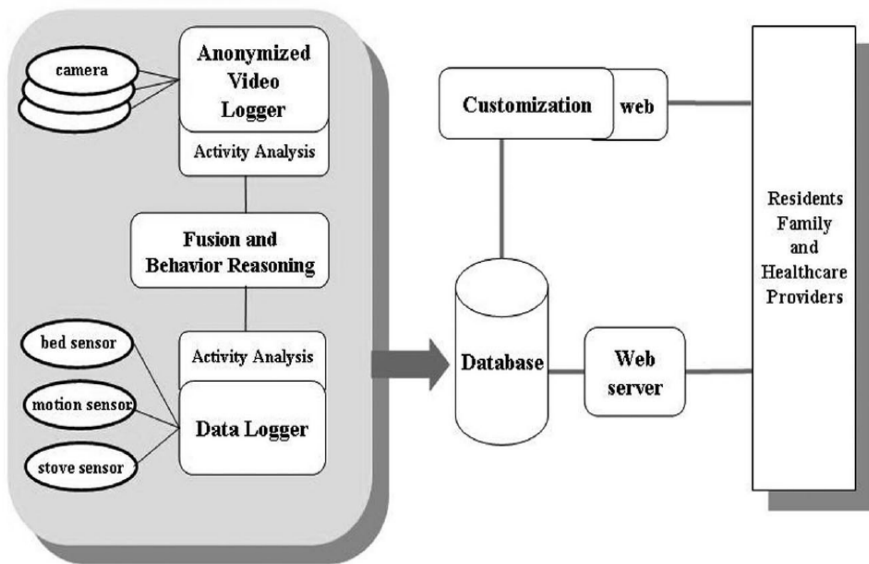 camera
Anonymized
Video
Logger
Activity Analysis
Fusion and
Behavior Reasoning
bed sensor
motion sensor
stove sensor
Activity Analysis
Data Logger
Customization
web
Database
Web
server
Residents
Family
and
Healthcare
Providers